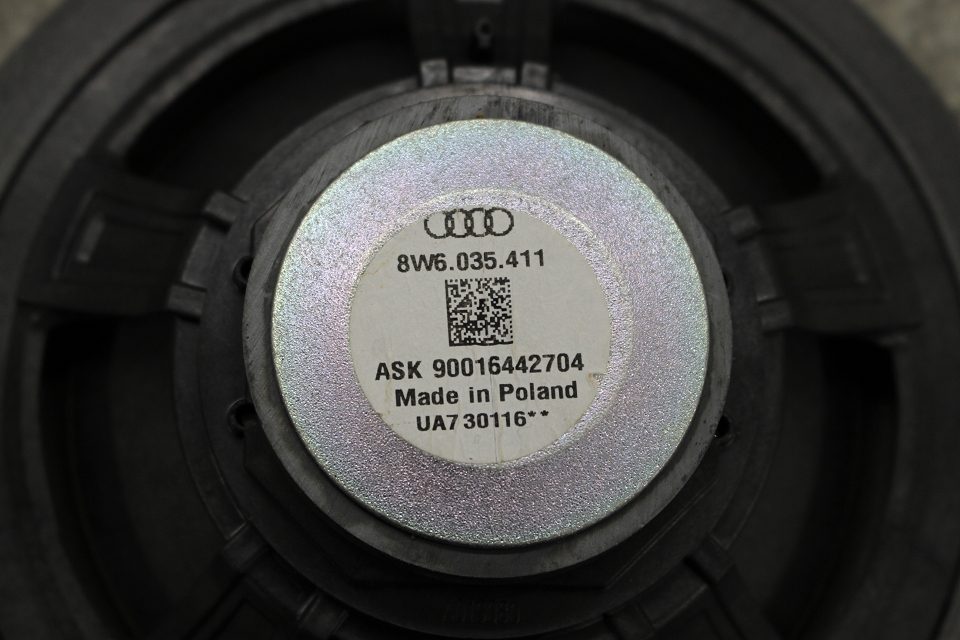 8W6.035.411
ASK 90016442704
Made in Poland
UA7 30116**